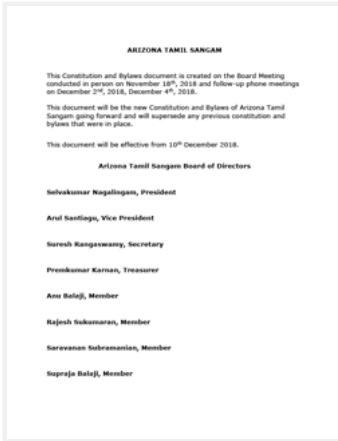 ARIZONA TAMIL SANGAM
This Constitution and Bylaws document is created on the Board Meeting
conducted in person on November 18th, 2018 and follow-up phone meetings
on December 2nd, 2018, December 4th, 2018.
This document will be the new Constitution and Bylaws of Arizona Tamil
Sangam going forward and will supersede any previous constitution and
bylaws that were in place.
This document will be effective from 10th December 2018.
Arizona Tamil Sangam Board of Directors
Selvakumar Nagalingam, President
Arul Santiagu, Vice President
Suresh Rangaswamy, Secretary
Premkumar Karnan, Treasurer
Anu Balaji, Member
Rajesh Sukumaran, Member
Saravanan Subramanian, Member
Supraja Balaji, Member